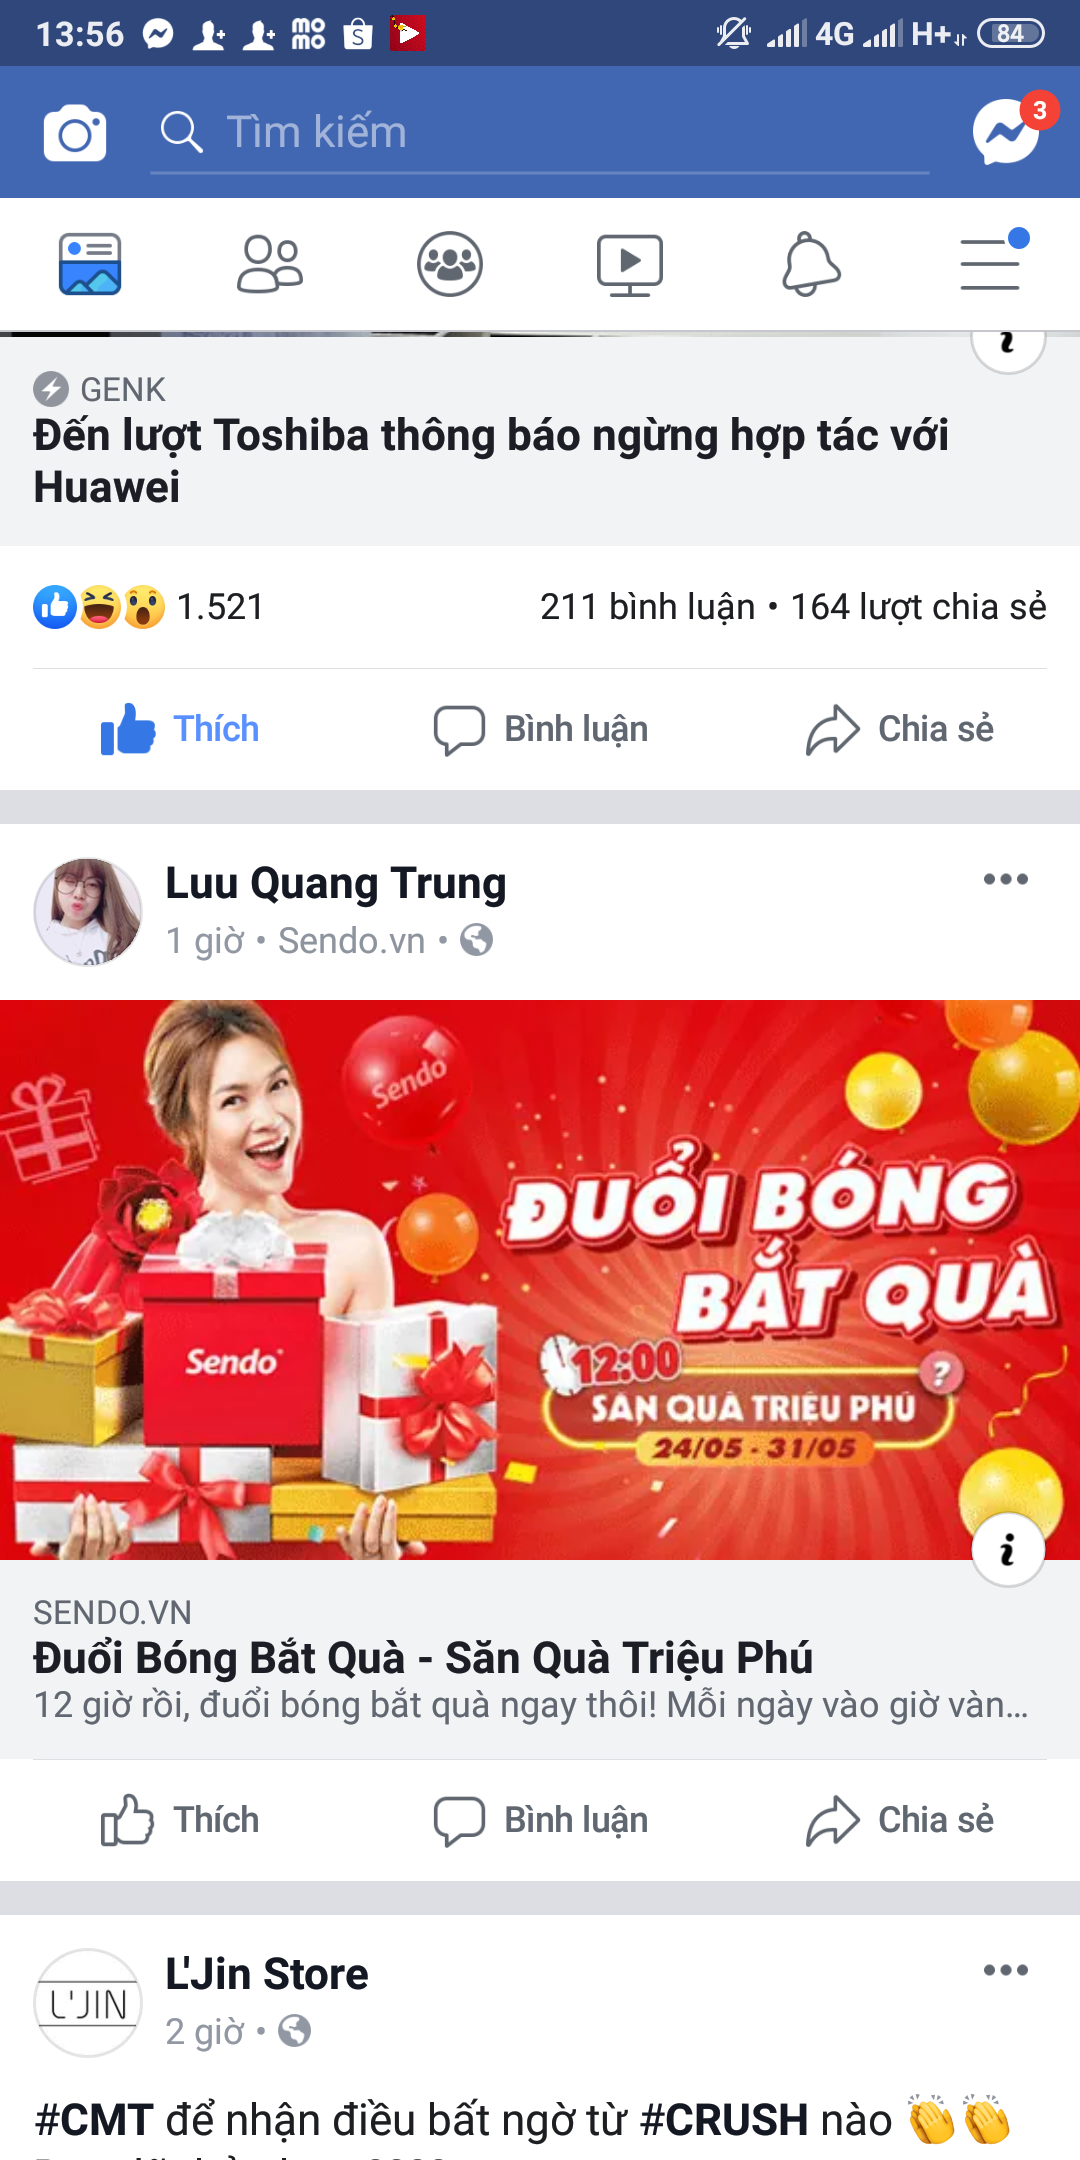 13:56
4G
H+
84
Tìm kiếm
3
GENK
Đến lượt Toshiba thông báo ngừng hợp tác với
Huawei
1.521
211 bình luận • 164 lượt chia sẻ
Thích
Bình luận
Chia sẻ
Luu Quang Trung
1 giờ • Sendo.vn •
Sendo
ĐUỔI BÓNG
BẮT QUÀ
12:00
SĂN QUÀ TRIỆU PHÚ
24/05 - 31/05
Sendo
SENDO.VN
Đuổi Bóng Bắt Quà - Săn Quà Triệu Phú
12 giờ rồi, đuổi bóng bắt quà ngay thôi! Mỗi ngày vào giờ vàn...
Thích
Bình luận
Chia sẻ
L'Jin Store
L'JIN
2 giờ •
#CMT để nhận điều bất ngờ từ #CRUSH nào 👏👏